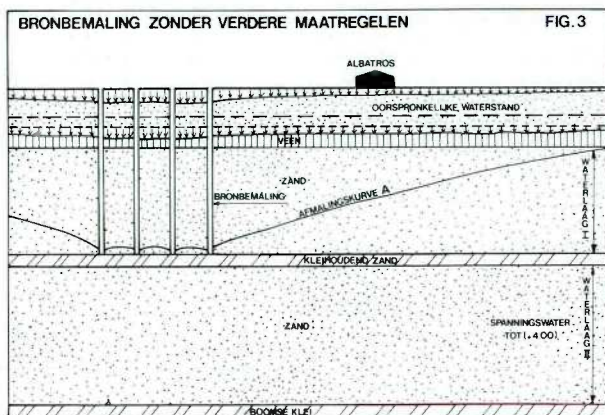 BRONBEMALING ZONDER VERDERE MAATREGELEN
FIG. 3
ALBATROS
OORSPRONKELIJKE WATERSTAND
VEEN
ZAND
BRONBEMALING
AFMALINGSKURVE A
WATERLAAG I
KLEIHOUDEND ZAND
ZAND
SPANNINGSWATER
TOT (+4.00)
WATERLAAG II
BOOMSE KLEI